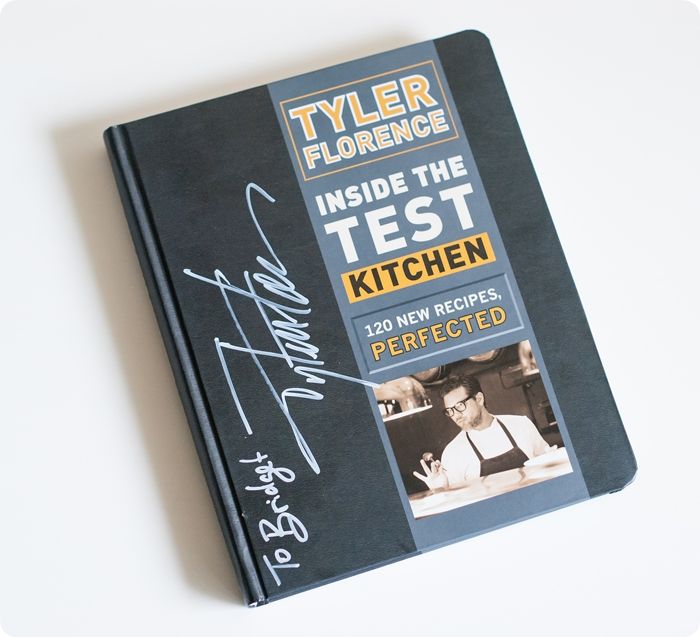 TYLER
FLORENCE
INSIDE THE
TEST
KITCHEN
120 NEW RECIPES,
PERFECTED
To Bridget